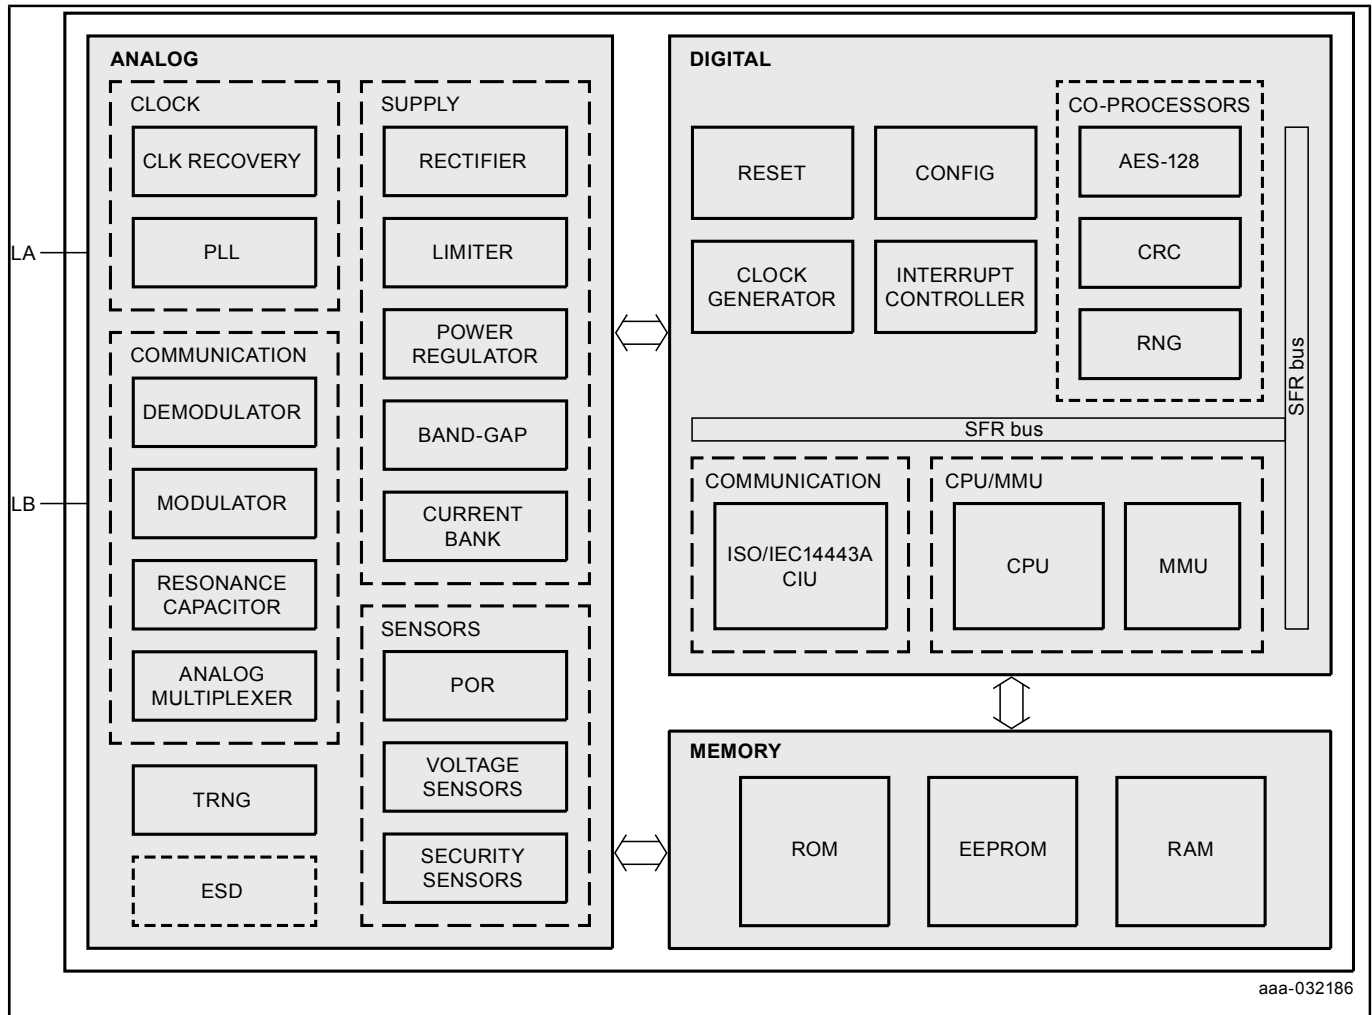 LA
LB
ANALOG
CLOCK
CLK RECOVERY
PLL
COMMUNICATION
DEMODULATOR
MODULATOR
RESONANCE
CAPACITOR
ANALOG
MULTIPLEXER
TRNG
ESD
SUPPLY
RECTIFIER
LIMITER
POWER
REGULATOR
BAND-GAP
CURRENT
BANK
SENSORS
POR
VOLTAGE
SENSORS
SECURITY
SENSORS
DIGITAL
RESET
CONFIG
CLOCK
GENERATOR
INTERRUPT
CONTROLLER
CO-PROCESSORS
AES-128
CRC
RNG
SFR bus
SFR bus
COMMUNICATION
ISO/IEC14443A
CIU
CPU/MMU
CPU
MMU
MEMORY
ROM
EEPROM
RAM
aaa-032186